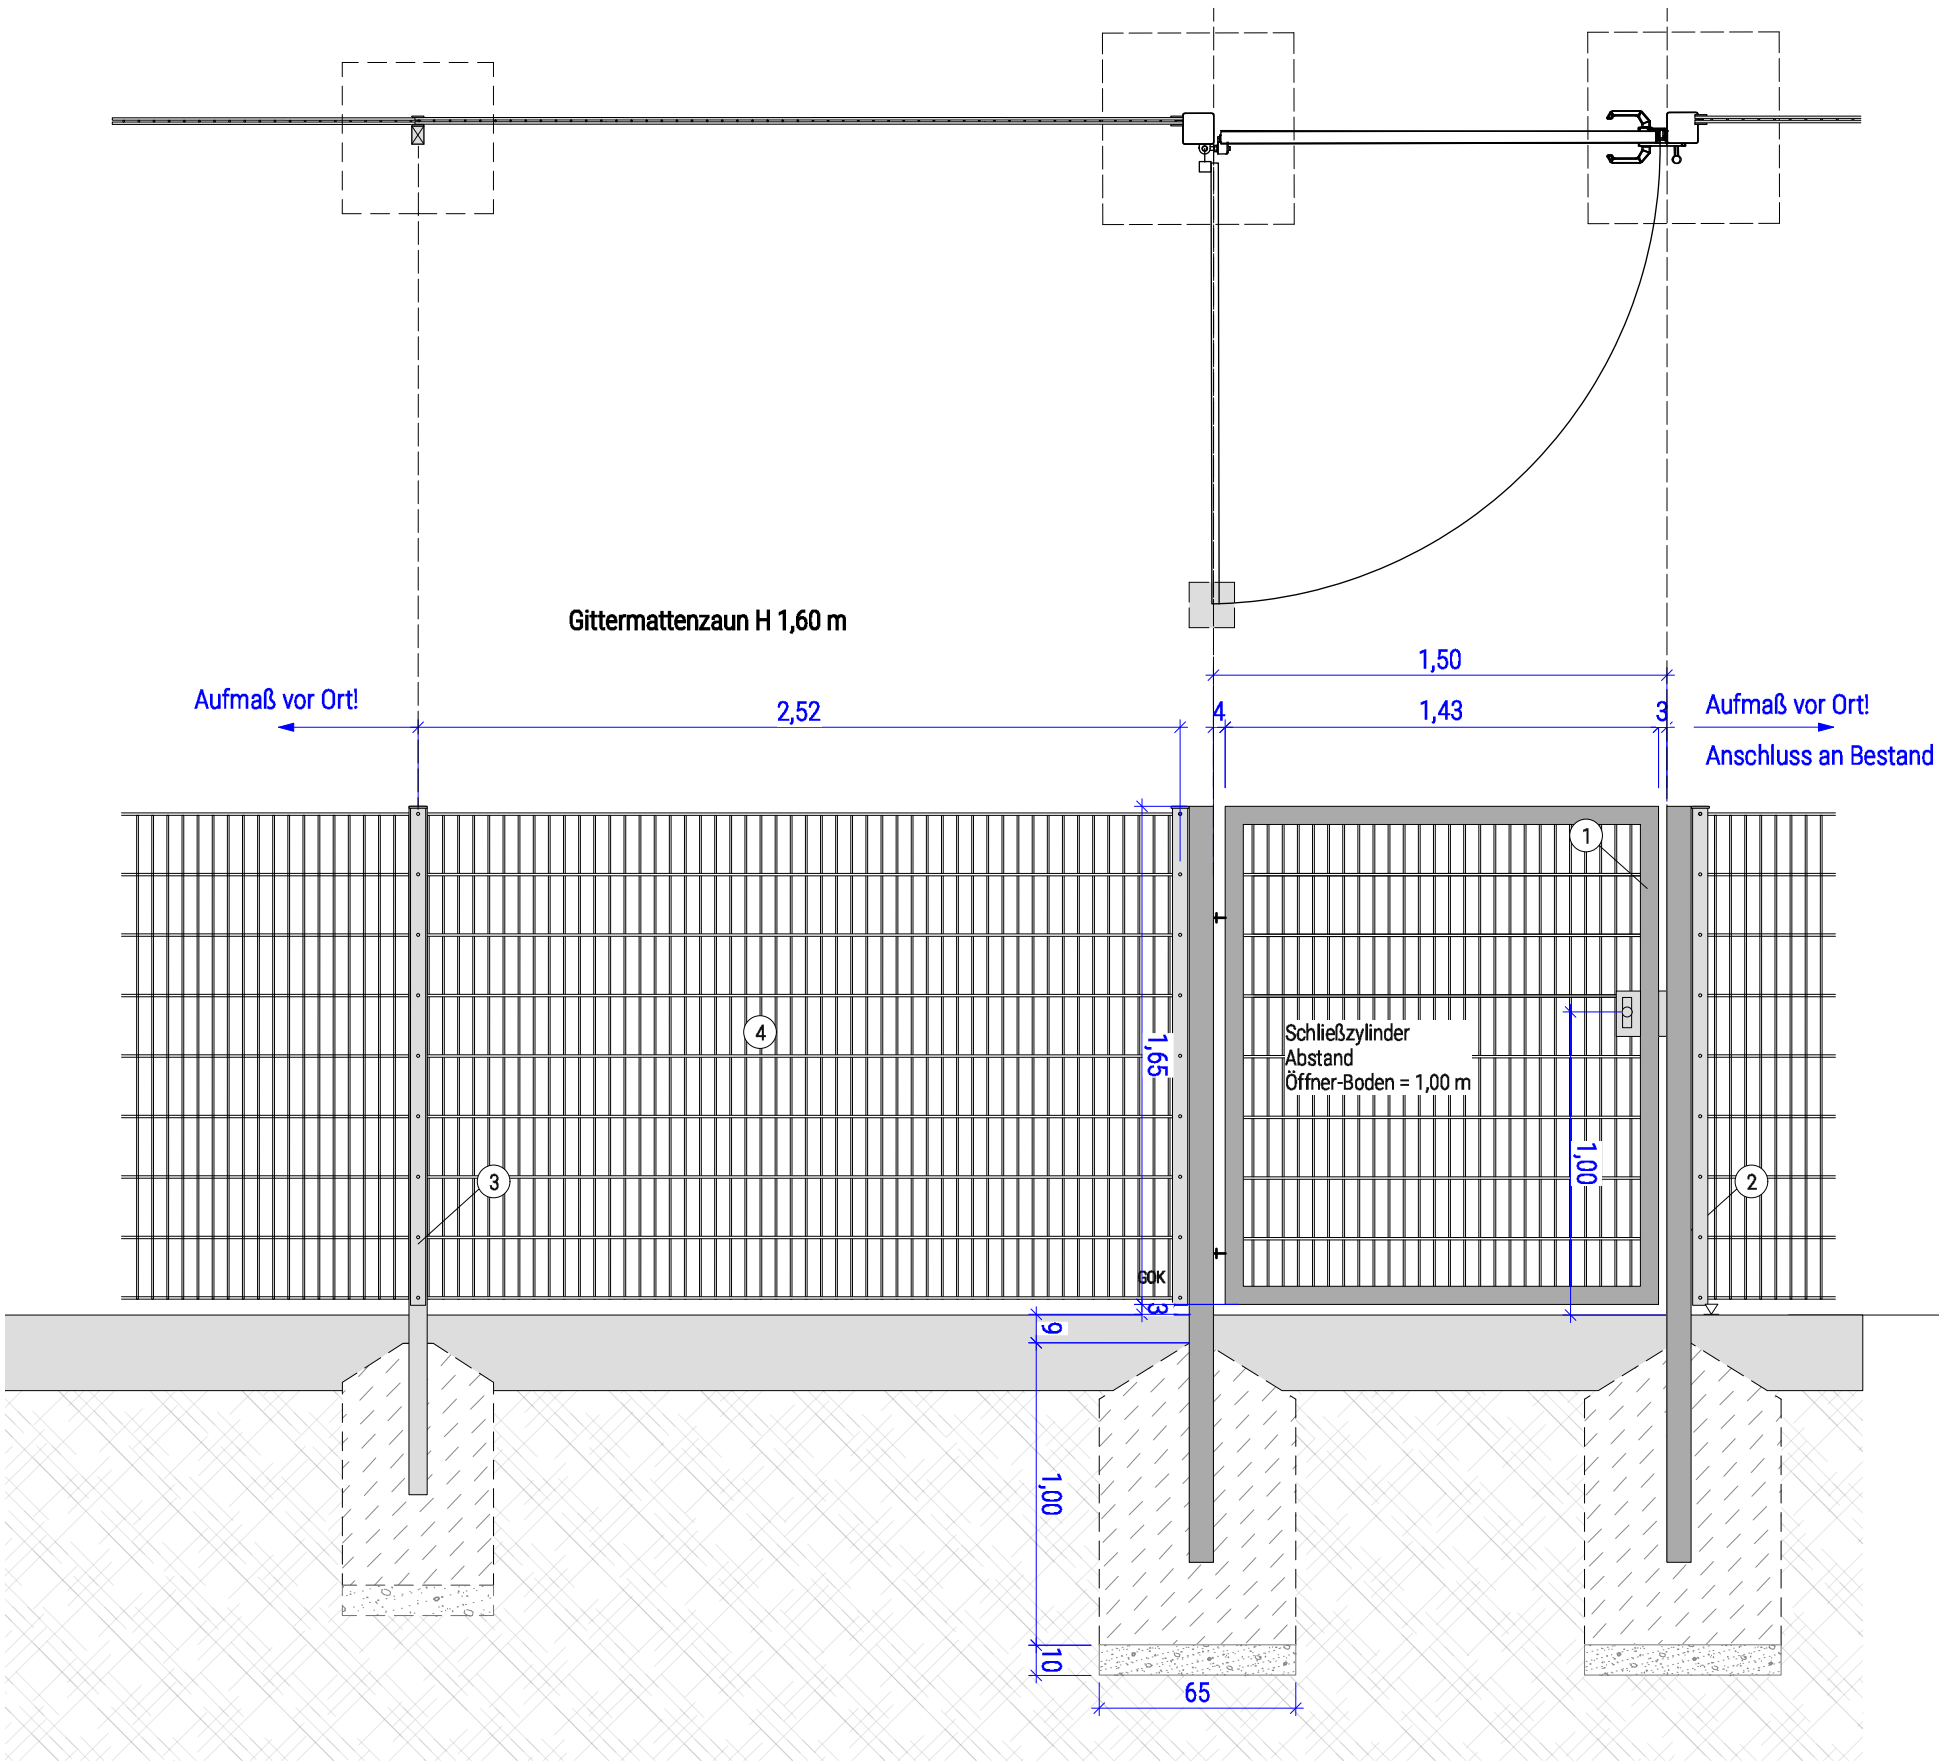 Gittermattenzaun H 1,60 m
1,50
Aufmaß vor Ort!
2,52
4
1,43
3
Aufmaß vor Ort!
Anschluss an Bestand
1
4
1,65
Schließzylinder
Abstand
Öffner-Boden = 1,00 m
1,00
3
2
GOK
3
9
1,00
10
65